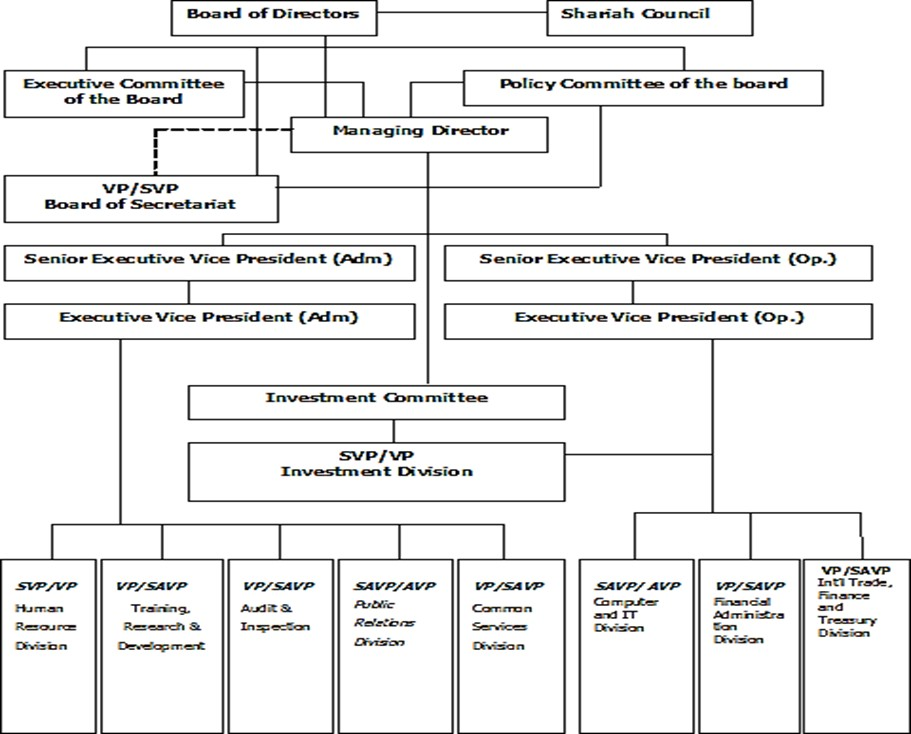 Board of Directors
Shariah Council
Executive Committee
of the Board
Policy Committee of the board
Managing Director
VP/SVP
Board of Secretariat
Senior Executive Vice President (Adm)
Senior Executive Vice President (Op.)
Executive Vice President (Adm)
Executive Vice President (Op.)
Investment Committee
SVP/VP
Investment Division
SVP/VP
Human
Resource
Division
VP/SAVP
Training,
Research &
Development
VP/SAVP
Audit &
Inspection
SAVP/AVP
Public
Relations
Division
VP/SAVP
Common
Services
Division
SAVP/ AVP
Computer
and IT
Division
VP/SAVP
Financial
Administra
tion
Division
VP/SAVP
Int'l Trade,
Finance
and
Treasury
Division